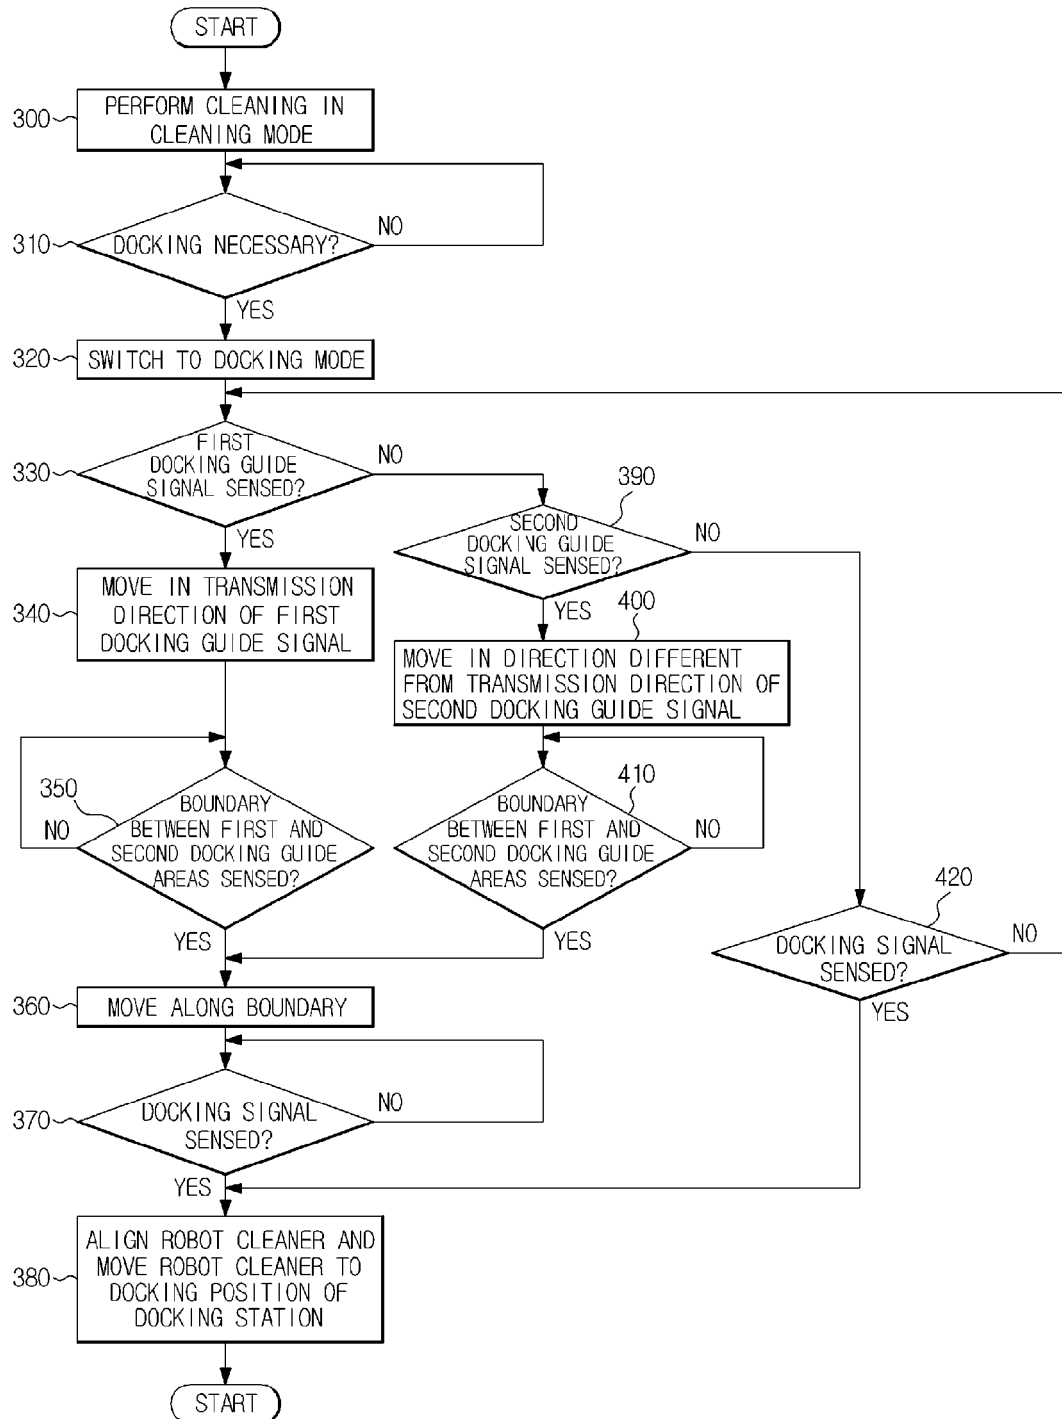 START
300
PERFORM CLEANING IN
CLEANING MODE
310
DOCKING NECESSARY?
NO
YES
320
SWITCH TO DOCKING MODE
330
FIRST
DOCKING GUIDE
SIGNAL SENSED?
NO
YES
390
SECOND
DOCKING GUIDE
SIGNAL SENSED?
NO
YES
340
MOVE IN TRANSMISSION
DIRECTION OF FIRST
DOCKING GUIDE SIGNAL
400
MOVE IN DIRECTION DIFFERENT
FROM TRANSMISSION DIRECTION OF
SECOND DOCKING GUIDE SIGNAL
350
NO
BOUNDARY
BETWEEN FIRST AND
SECOND DOCKING GUIDE
AREAS SENSED?
YES
410
BOUNDARY
BETWEEN FIRST AND
SECOND DOCKING GUIDE
AREAS SENSED?
NO
YES
420
DOCKING SIGNAL
SENSED?
NO
YES
360
MOVE ALONG BOUNDARY
370
DOCKING SIGNAL
SENSED?
NO
YES
380
ALIGN ROBOT CLEANER AND
MOVE ROBOT CLEANER TO
DOCKING POSITION OF
DOCKING STATION
START